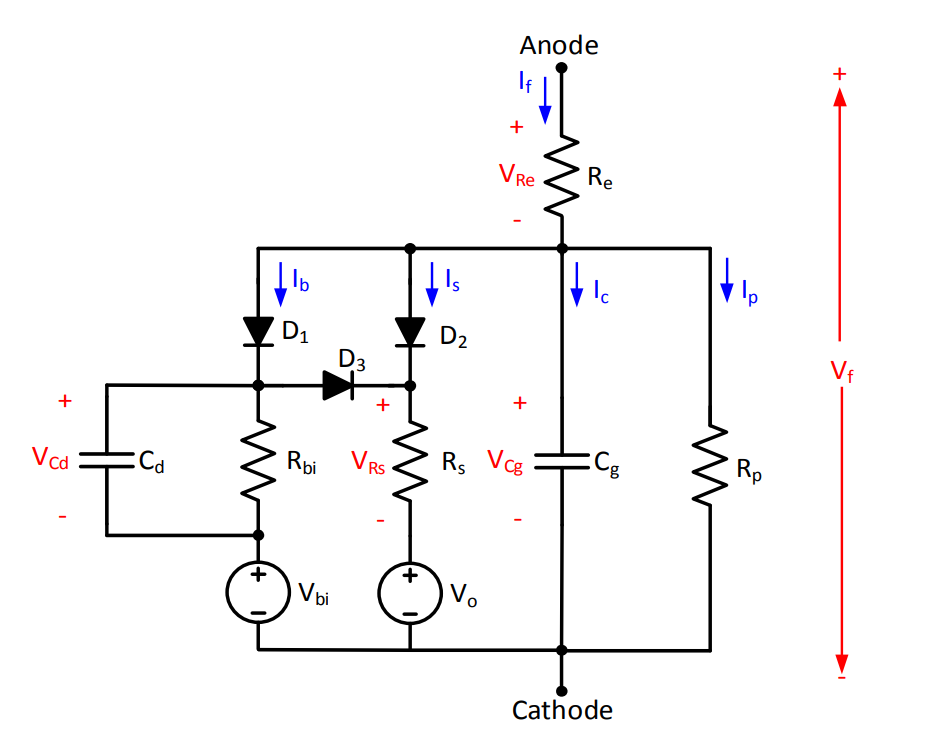 Anode
If
+
+
VRe
Re
-
Ib
Is
Ic
Ip
D1
D2
D3
Vf
+
+
+
VCd
Cd
Rbi
VRs
Rs
VCg
Cg
Rp
-
-
-
+
Vbi
−
+
Vo
−
-
Cathode